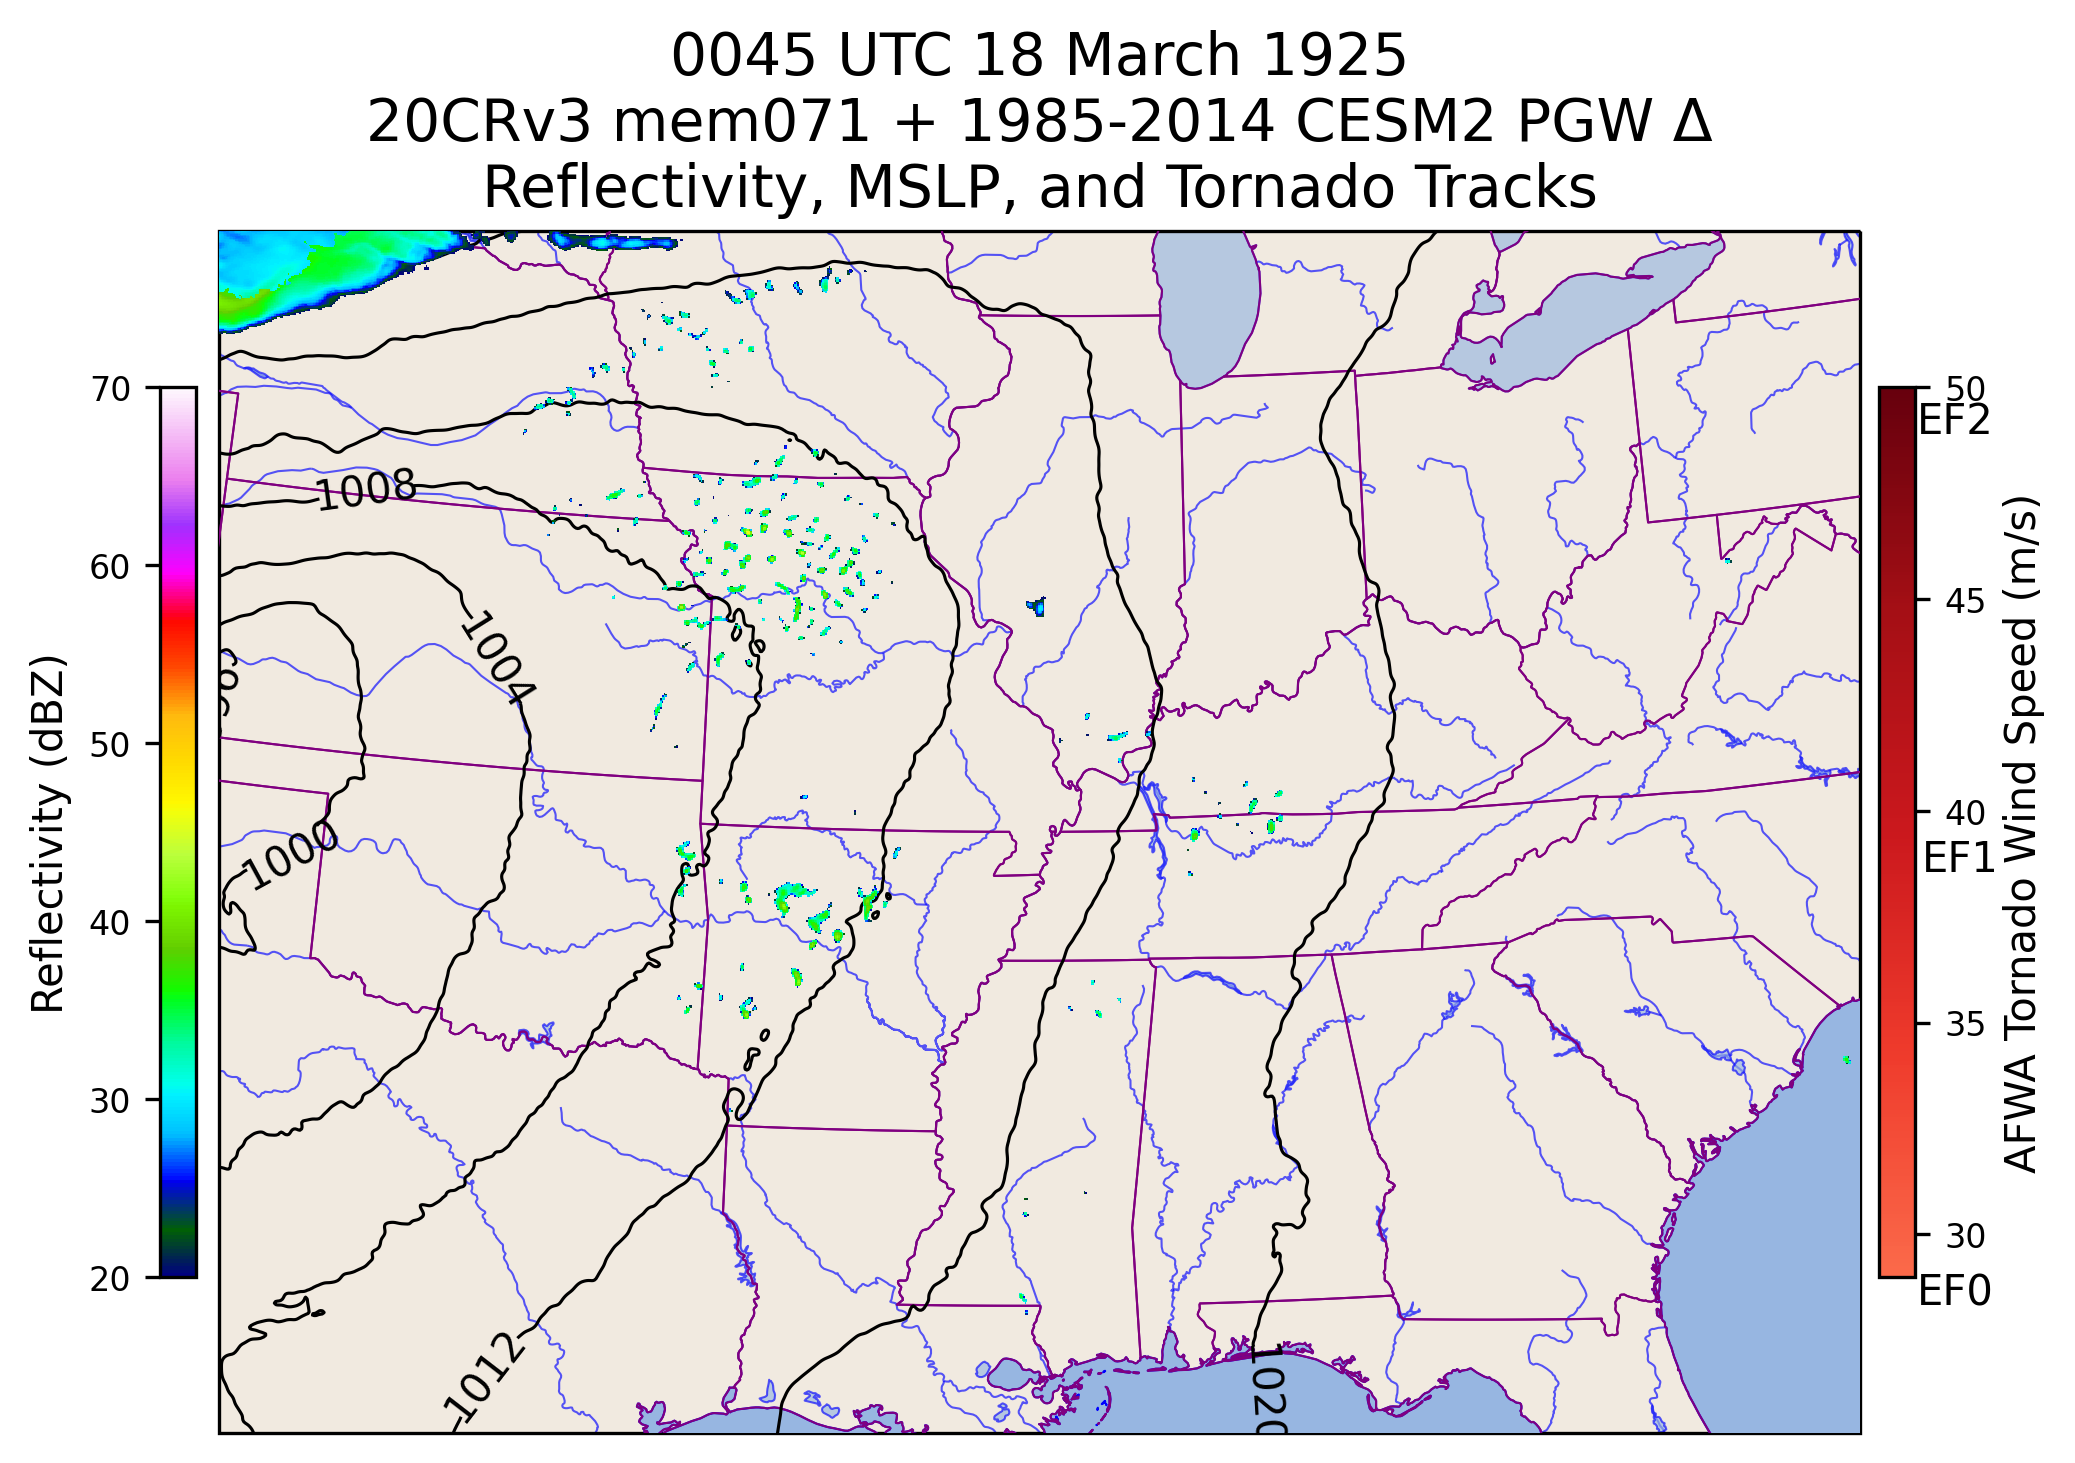 0045 UTC 18 March 1925
20CRv3 mem071 + 1985-2014 CESM2 PGW Δ
Reflectivity, MSLP, and Tornado Tracks
70
60
50
40
30
20
Reflectivity (dBZ)
1008
1004
1000
1012
50
EF2
45
40
EF1
35
30
EF0
AFWA Tornado Wind Speed (m/s)